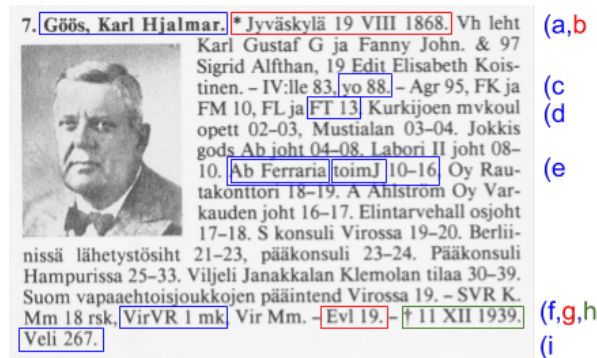 7. Göös, Karl Hjalmar. * Jyväskylä 19 VIII 1868. Vh leht (a,b
Karl Gustaf G ja Fanny John. & 97
Sigrid Alfthan, 19 Edit Elisabeth Kois-
tinen. – IV:lle 83, yo 88. – Agr 95, FK ja (c
FM 10, FL ja FT 13. Kurkijoen mvkoul (d
opett 02–03, Mustialan 03–04. Jokkis
gods Ab joht 04–08. Labori II joht 08–
10. Ab Ferraria toimJ 10–16, Oy Rau- (e
takonttori 18–19. A Ahlström Oy Var-
kauden joht 16–17. Elintarvehall osjoht
17–18. S konsuli Virossa 19–20. Berlii-
nissä lähetystösiht 21–23, pääkonsuli 23–24. Pääkonsuli
Hampurissa 25–33. Viljeli Janakkalan Klemolan tilaa 30–39.
Suom vapaaehtoisjoukkojen pääintend Virossa 19. – SVR K.
Mm 18 rsk, VirVR 1 mk, Vir Mm. – Evl 19. – † 11 XII 1939. (f,g,h
Veli 267. (i